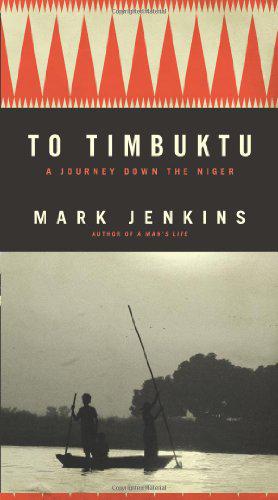 TO TIMBUKTU
A JOURNEY DOWN THE NIGER
MARK JENKINS
AUTHOR OF A MAN'S LIFE